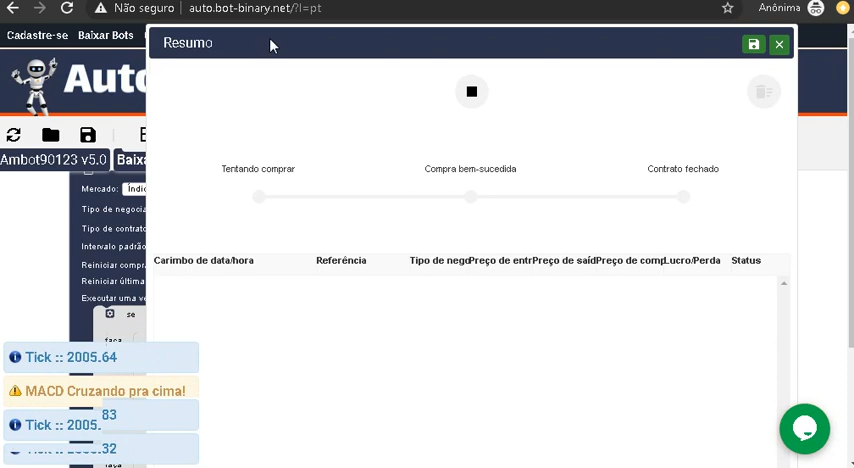 Não seguro | auto.bot-binary.net/?l=pt
Anônima
Cadastre-se Baixar Bots
Resumo
Auto
Ambot90123 v5.0 Baixa
Tentando comprar Compra bem-sucedida Contrato fechado
Mercado: Índic
Tipo de negocia
Tipo de contrato
Intervalo padrão
Reiniciar compra
Reiniciar última
Executar uma ve
se
faça
Carimbo de data/hora Referência Tipo de nego Preço de entr Preço de saíd Preço de comp Lucro/Perda Status
Tick :: 2005.64
MACD Cruzando pra cima!
83
Tick :: 2005.
32
faça